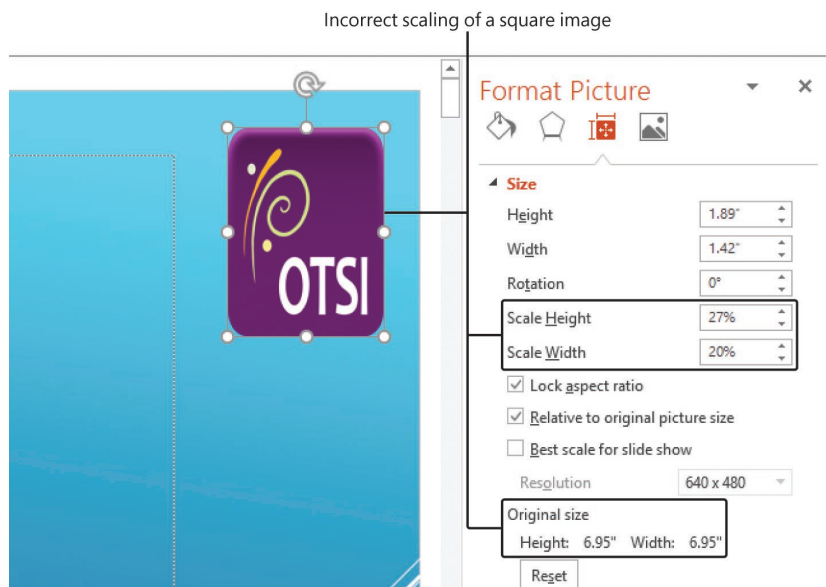 Incorrect scaling of a square image
OTSI
Format Picture
Size
Height 1.89"
Width 1.42"
Rotation 0°
Scale Height 27%
Scale Width 20%
Lock aspect ratio
Relative to original picture size
Best scale for slide show
Resolution 640 x 480
Original size
Height: 6.95" Width: 6.95"
Reset